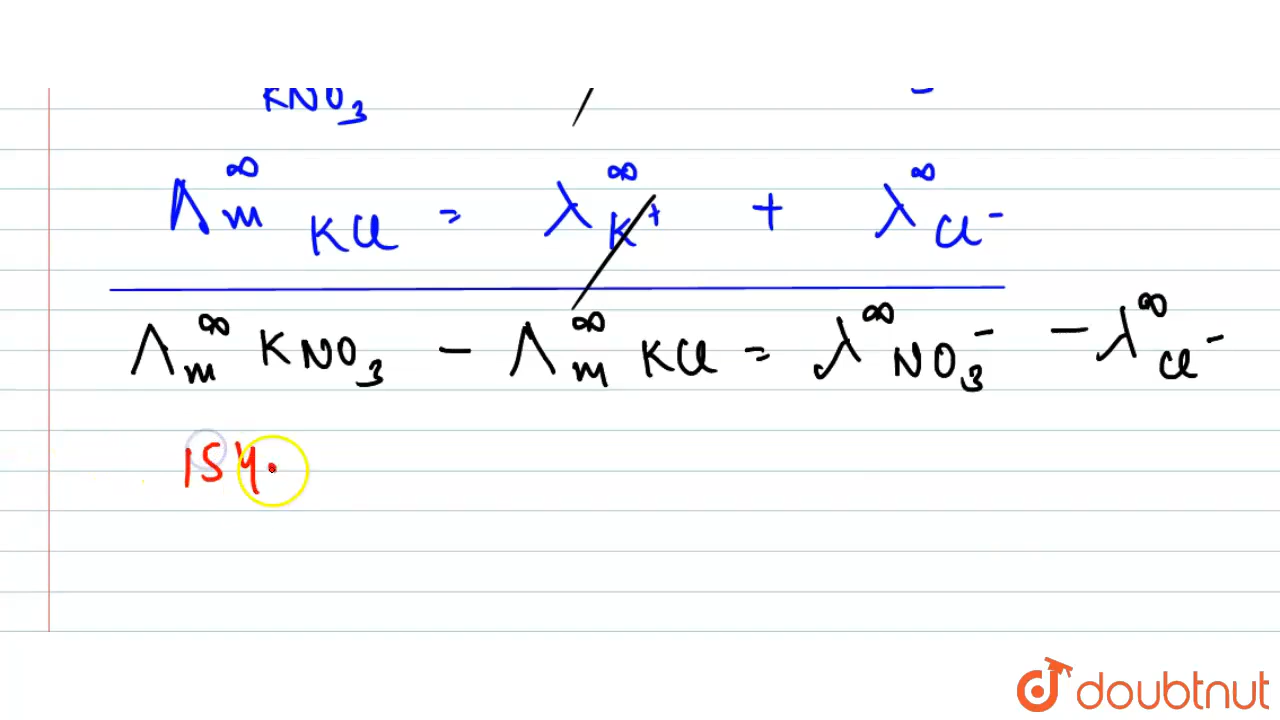 KNO₃
Λm∞ KCl = λ∞K⁺ + λ∞Cl⁻
Λm∞ KNO₃ − Λm∞ KCl = λ∞NO₃⁻ − λ∞Cl⁻
154.
doubtnut